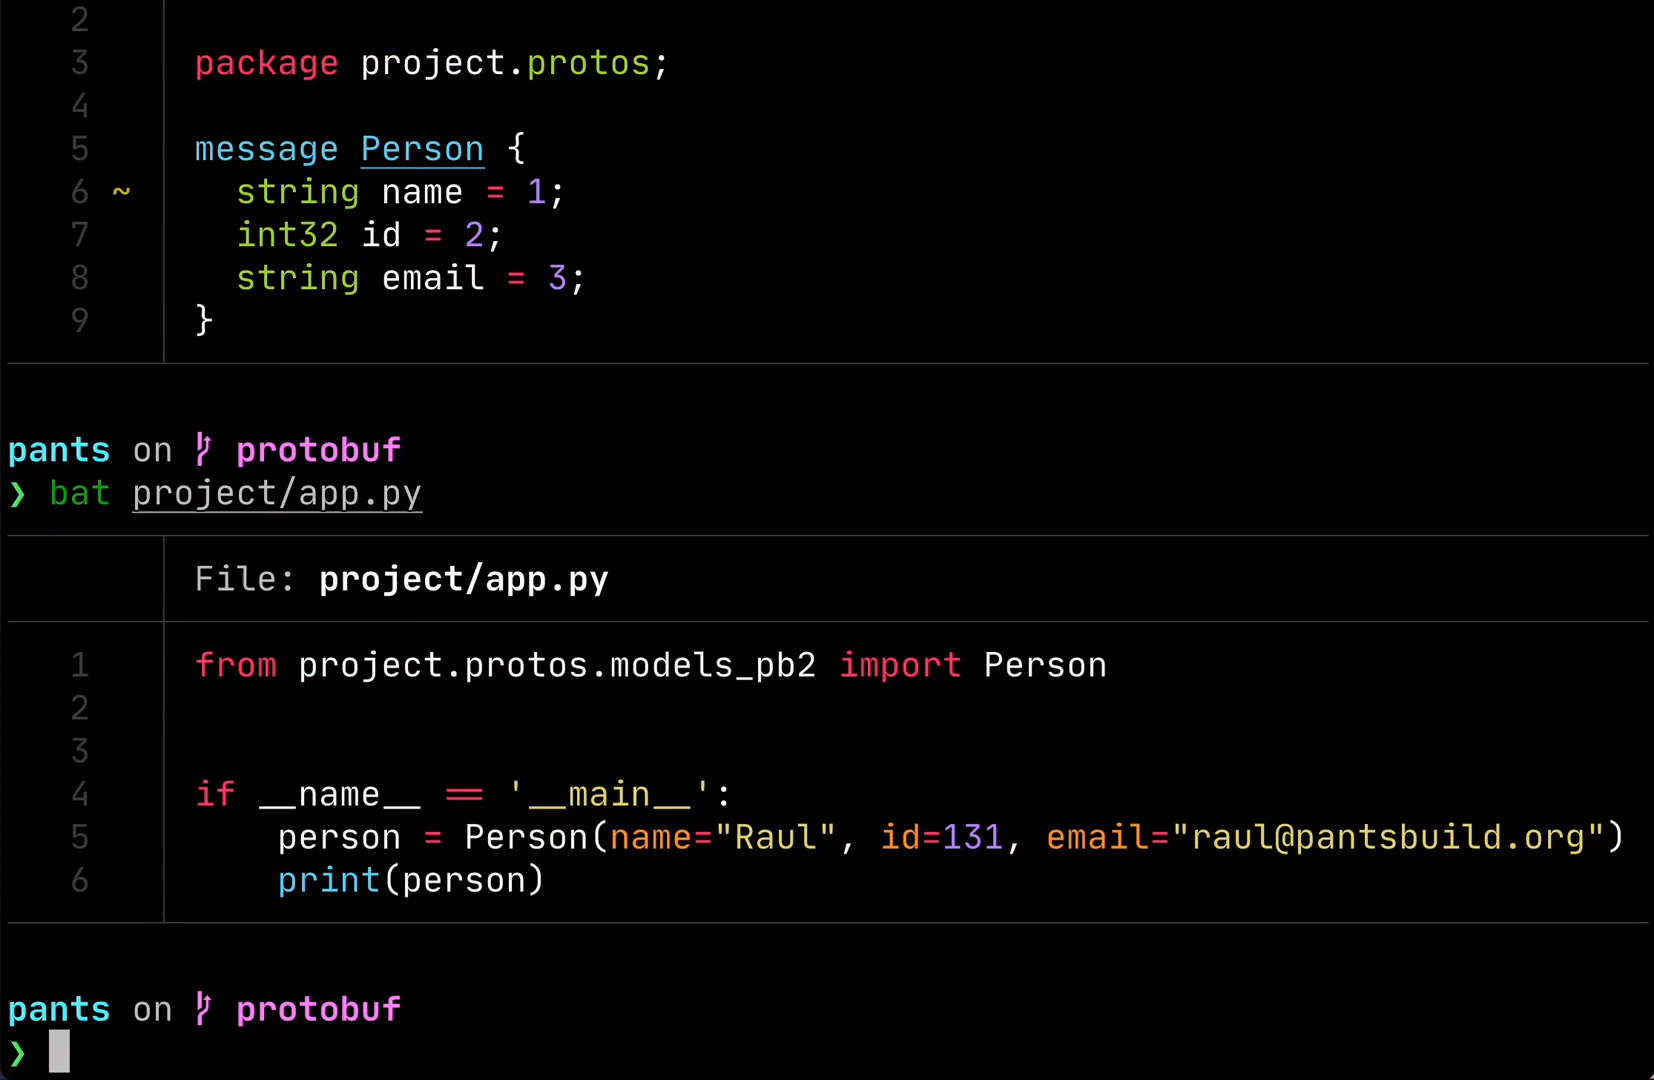 2
3 package project.protos;
4
5 message Person {
6 ~ string name = 1;
7 int32 id = 2;
8 string email = 3;
9 }
pants on protobuf
❯ bat project/app.py
File: project/app.py
1 from project.protos.models_pb2 import Person
2
3
4 if __name__ == '__main__':
5 person = Person(name="Raul", id=131, email="raul@pantsbuild.org")
6 print(person)
pants on protobuf
❯